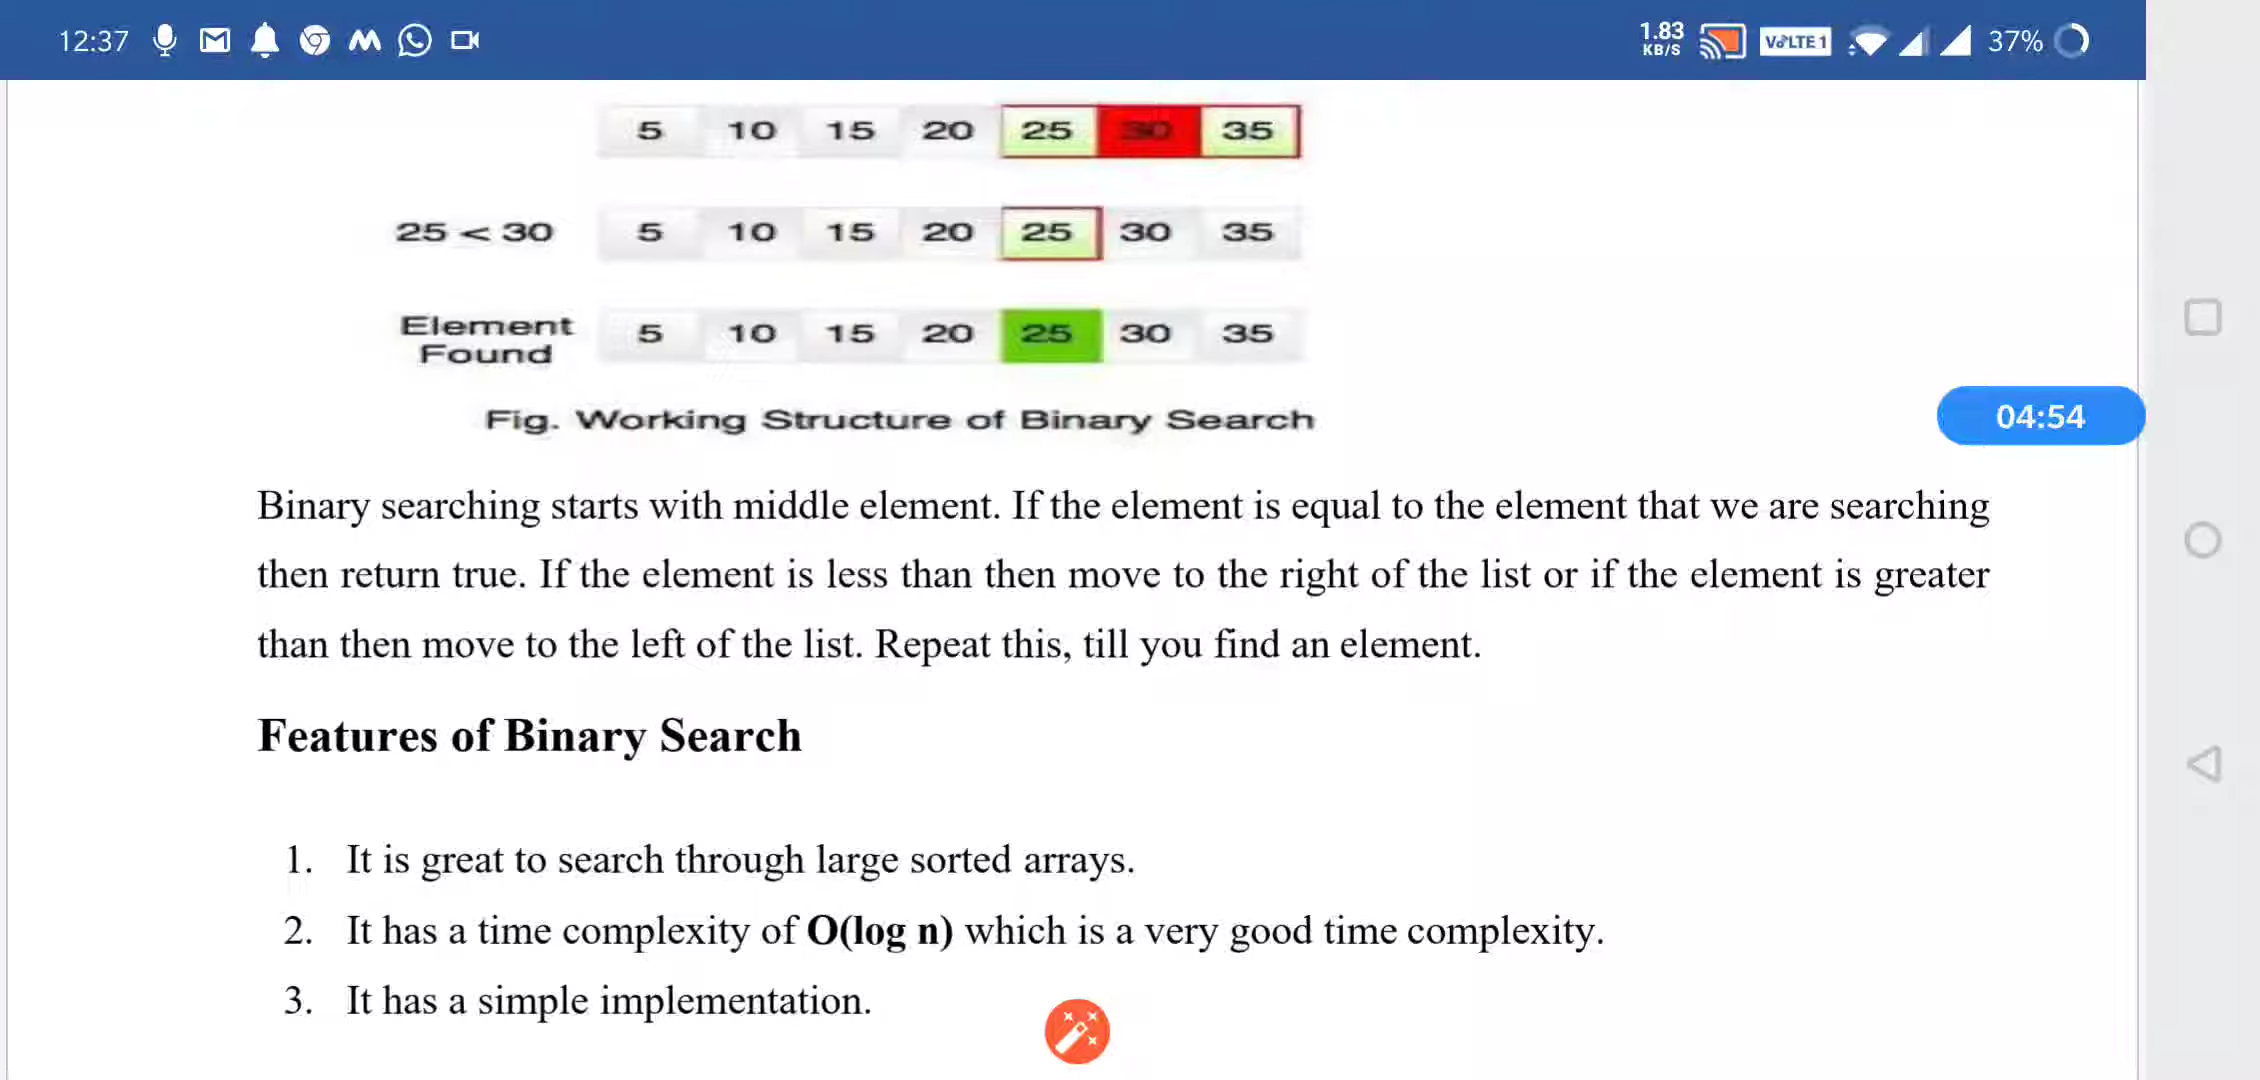 12:37 1.83 KB/S VoLTE 1 37%
5 10 15 20 25 30 35
25 < 30 5 10 15 20 25 30 35
Element Found 5 10 15 20 25 30 35
Fig. Working Structure of Binary Search
04:54
Binary searching starts with middle element. If the element is equal to the element that we are searching
then return true. If the element is less than then move to the right of the list or if the element is greater
than then move to the left of the list. Repeat this, till you find an element.
Features of Binary Search
1. It is great to search through large sorted arrays.
2. It has a time complexity of O(log n) which is a very good time complexity.
3. It has a simple implementation.